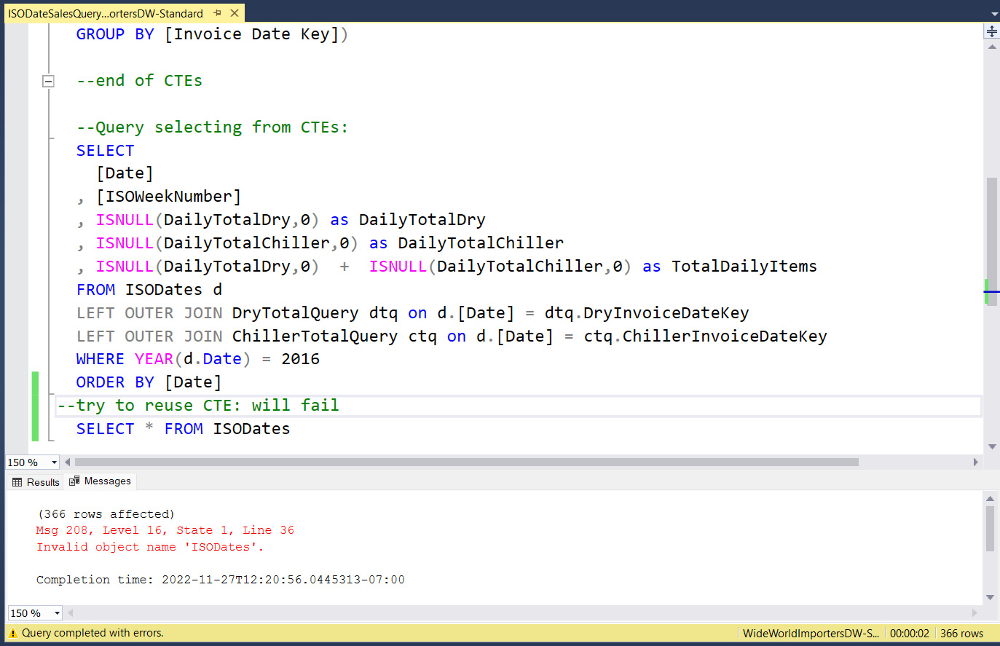 ISODateSalesQuery...ortersDW-Standard
GROUP BY [Invoice Date Key])
--end of CTEs
--Query selecting from CTEs:
SELECT
[Date]
, [ISOWeekNumber]
, ISNULL(DailyTotalDry,0) as DailyTotalDry
, ISNULL(DailyTotalChiller,0) as DailyTotalChiller
, ISNULL(DailyTotalDry,0) + ISNULL(DailyTotalChiller,0) as TotalDailyItems
FROM ISODates d
LEFT OUTER JOIN DryTotalQuery dtq on d.[Date] = dtq.DryInvoiceDateKey
LEFT OUTER JOIN ChillerTotalQuery ctq on d.[Date] = ctq.ChillerInvoiceDateKey
WHERE YEAR(d.Date) = 2016
ORDER BY [Date]
--try to reuse CTE: will fail
SELECT * FROM ISODates
150 %
Results Messages
(366 rows affected)
Msg 208, Level 16, State 1, Line 36
Invalid object name 'ISODates'.
Completion time: 2022-11-27T12:20:56.0445313-07:00
150 %
Query completed with errors. WideWorldImportersDW-S... 00:00:02 366 rows